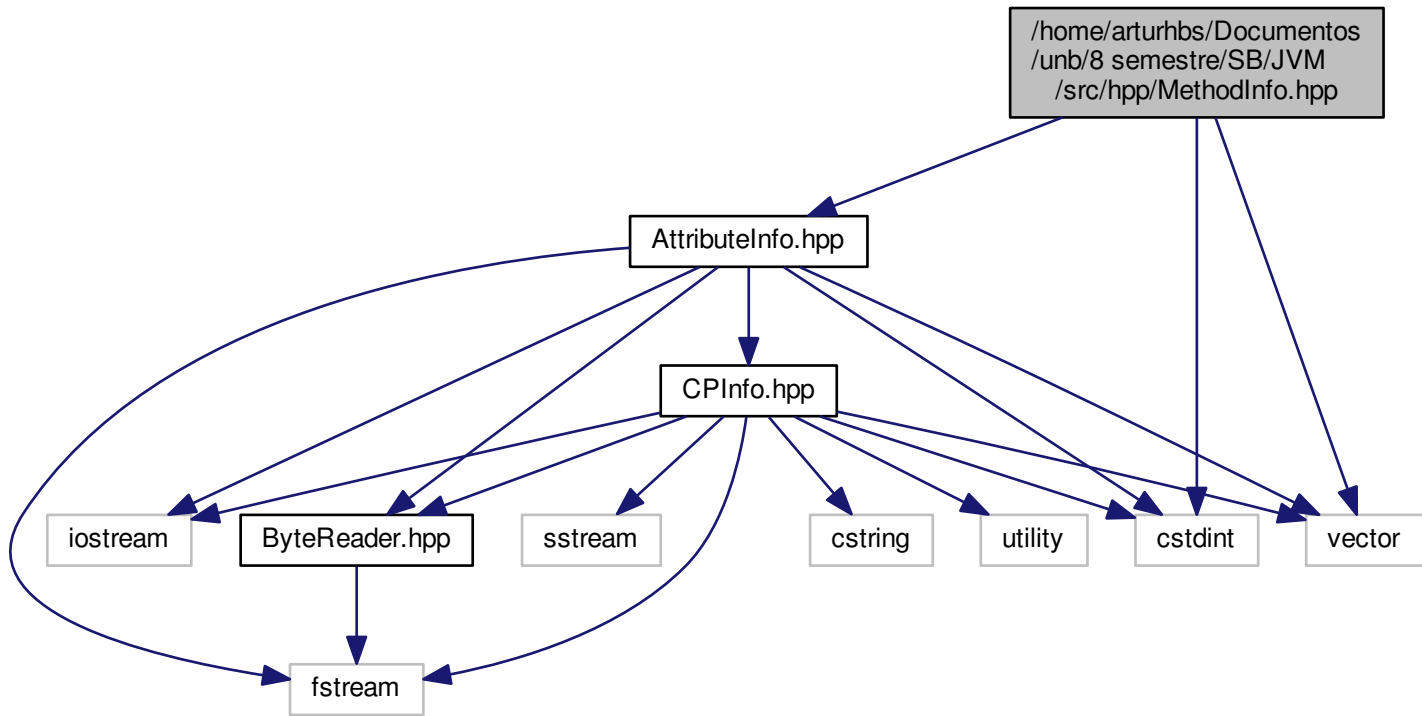 /home/arturhbs/Documentos
/unb/8 semestre/SB/JVM
/src/hpp/MethodInfo.hpp
AttributeInfo.hpp
CPInfo.hpp
iostream
ByteReader.hpp
sstream
cstring
utility
cstdint
vector
fstream